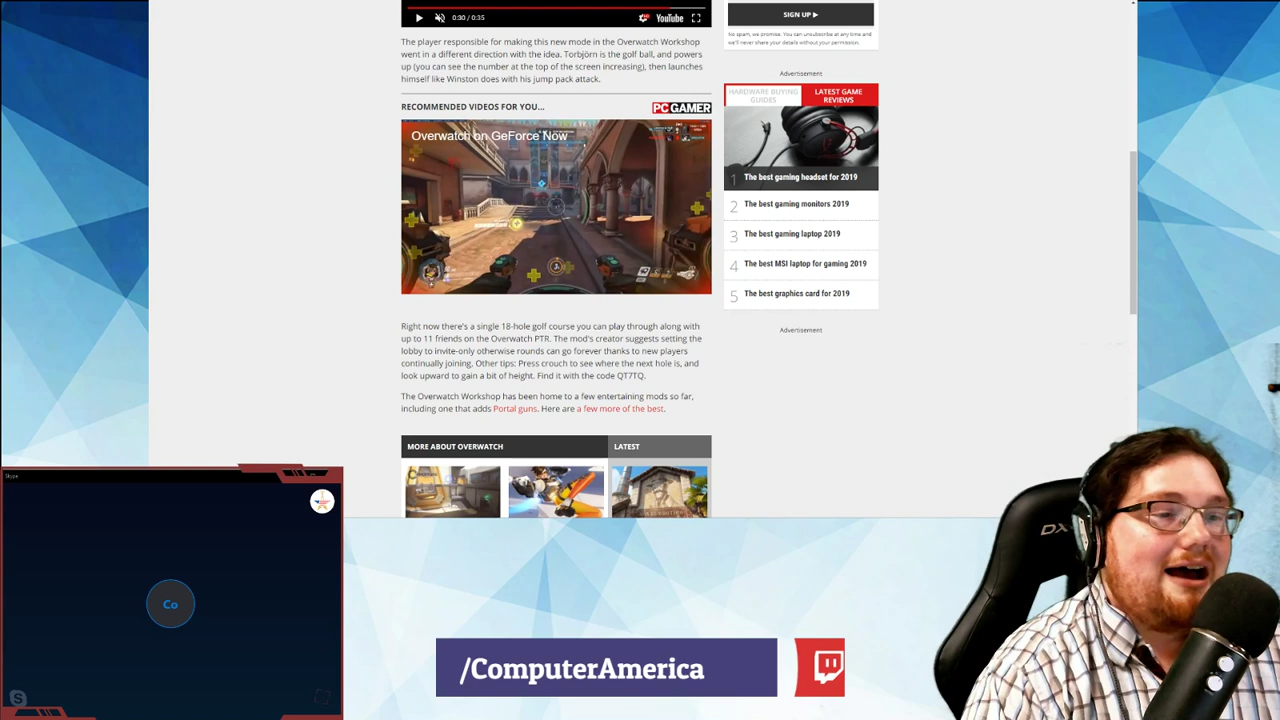 0:30 / 0:35
YouTube
The player responsible for making this new mode in the Overwatch Workshop
went in a different direction with the idea. Torbjörn is the golf ball, and powers
up (you can see the number at the top of the screen increasing), then launches
himself like Winston does with his jump pack attack.
RECOMMENDED VIDEOS FOR YOU...
PC GAMER
Overwatch on GeForce Now
Right now there's a single 18-hole golf course you can play through along with
up to 11 friends on the Overwatch PTR. The mod's creator suggests setting the
lobby to invite-only otherwise rounds can go forever thanks to new players
continually joining. Other tips: Press crouch to see where the next hole is, and
look upward to gain a bit of height. Find it with the code QT7TQ.
The Overwatch Workshop has been home to a few entertaining mods so far,
including one that adds Portal guns. Here are a few more of the best.
MORE ABOUT OVERWATCH
LATEST
SIGN UP ▶
No spam, we promise. You can unsubscribe at any time and
we'll never share your details without your permission.
Advertisement
HARDWARE BUYING
GUIDES
LATEST GAME
REVIEWS
1 The best gaming headset for 2019
2 The best gaming monitors 2019
3 The best gaming laptop 2019
4 The best MSI laptop for gaming 2019
5 The best graphics card for 2019
Advertisement
Skype
Co
DX
/ComputerAmerica